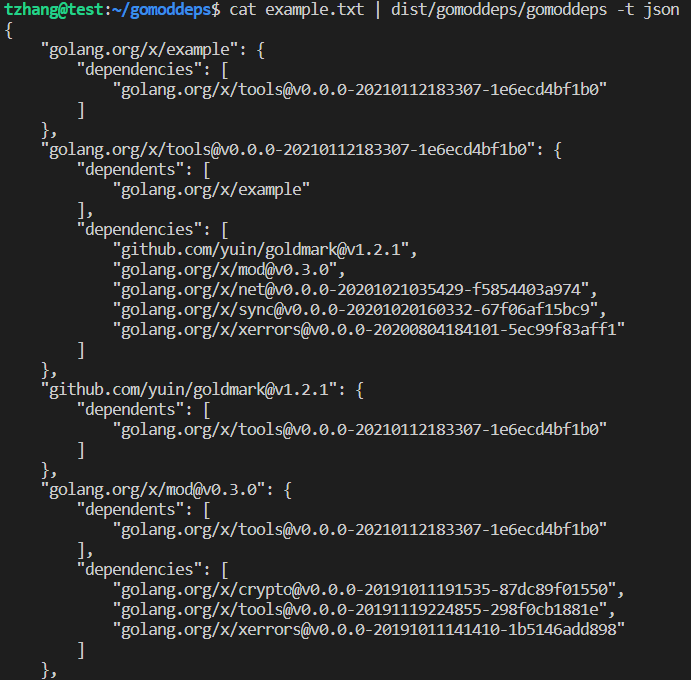 tzhang@test:~/gomoddeps$ cat example.txt | dist/gomoddeps/gomoddeps -t json
{
    "golang.org/x/example": {
        "dependencies": [
            "golang.org/x/tools@v0.0.0-20210112183307-1e6ecd4bf1b0"
        ]
    },
    "golang.org/x/tools@v0.0.0-20210112183307-1e6ecd4bf1b0": {
        "dependents": [
            "golang.org/x/example"
        ],
        "dependencies": [
            "github.com/yuin/goldmark@v1.2.1",
            "golang.org/x/mod@v0.3.0",
            "golang.org/x/net@v0.0.0-20201021035429-f5854403a974",
            "golang.org/x/sync@v0.0.0-20201020160332-67f06af15bc9",
            "golang.org/x/xerrors@v0.0.0-20200804184101-5ec99f83aff1"
        ]
    },
    "github.com/yuin/goldmark@v1.2.1": {
        "dependents": [
            "golang.org/x/tools@v0.0.0-20210112183307-1e6ecd4bf1b0"
        ]
    },
    "golang.org/x/mod@v0.3.0": {
        "dependents": [
            "golang.org/x/tools@v0.0.0-20210112183307-1e6ecd4bf1b0"
        ],
        "dependencies": [
            "golang.org/x/crypto@v0.0.0-20191011191535-87dc89f01550",
            "golang.org/x/tools@v0.0.0-20191119224855-298f0cb1881e",
            "golang.org/x/xerrors@v0.0.0-20191011141410-1b5146add898"
        ]
    },